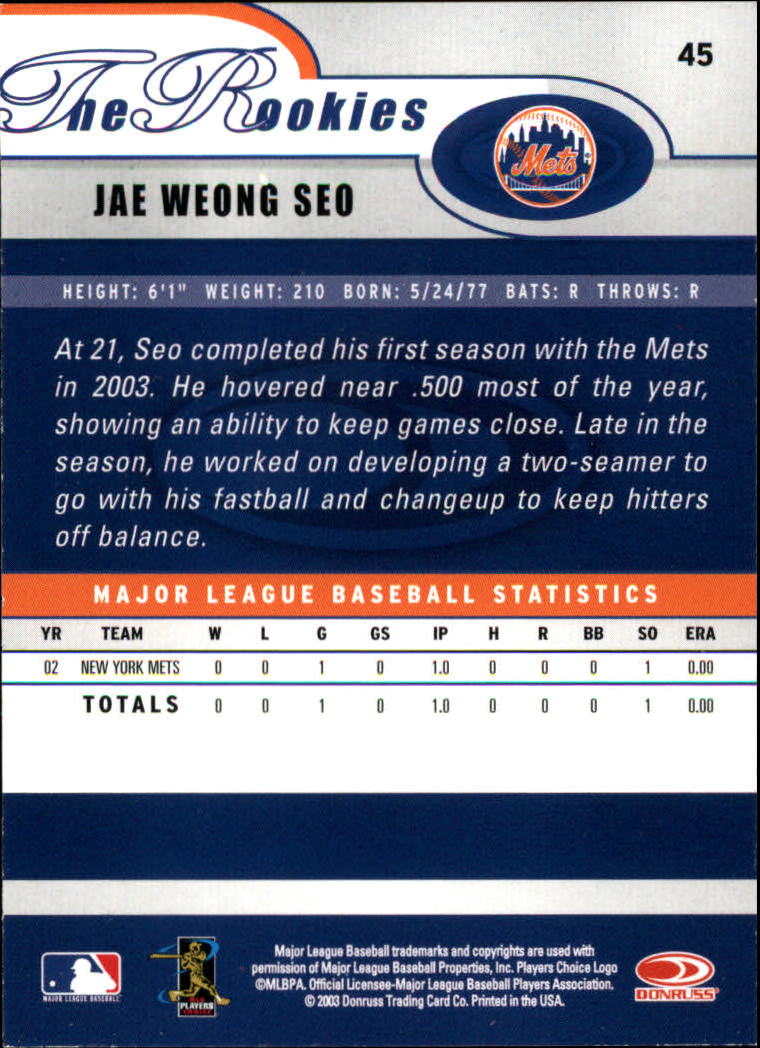 45
The Rookies
Mets
JAE WEONG SEO
HEIGHT: 6'1" WEIGHT: 210 BORN: 5/24/77 BATS: R THROWS: R
At 21, Seo completed his first season with the Mets
in 2003. He hovered near .500 most of the year,
showing an ability to keep games close. Late in the
season, he worked on developing a two-seamer to
go with his fastball and changeup to keep hitters
off balance.
MAJOR LEAGUE BASEBALL STATISTICS
YR TEAM W L G GS IP H R BB SO ERA
02 NEW YORK METS 0 0 1 0 1.0 0 0 0 1 0.00
TOTALS 0 0 1 0 1.0 0 0 0 1 0.00
Major League Baseball trademarks and copyrights are used with
permission of Major League Baseball Properties, Inc. Players Choice Logo
©MLBPA. Official Licensee-Major League Baseball Players Association.
© 2003 Donruss Trading Card Co. Printed in the USA.
MAJOR LEAGUE BASEBALL
PLAYERS
CHOICE
DONRUSS